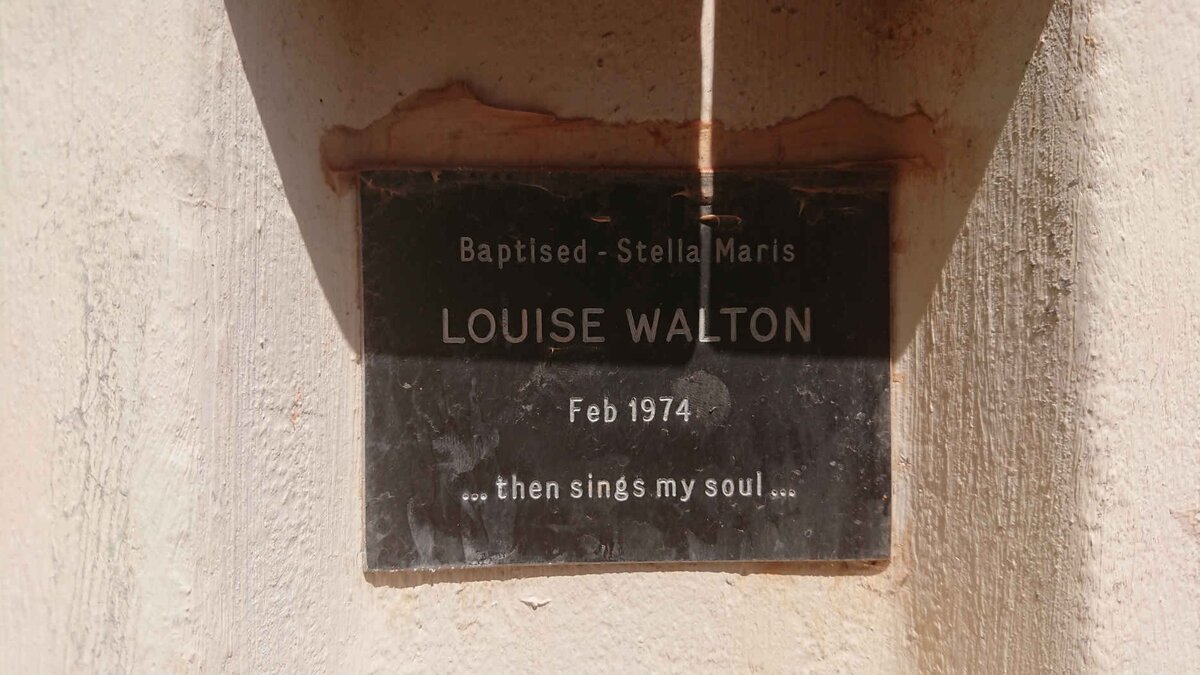 Baptised - Stella Maris
LOUISE WALTON
Feb 1974
... then sings my soul ...